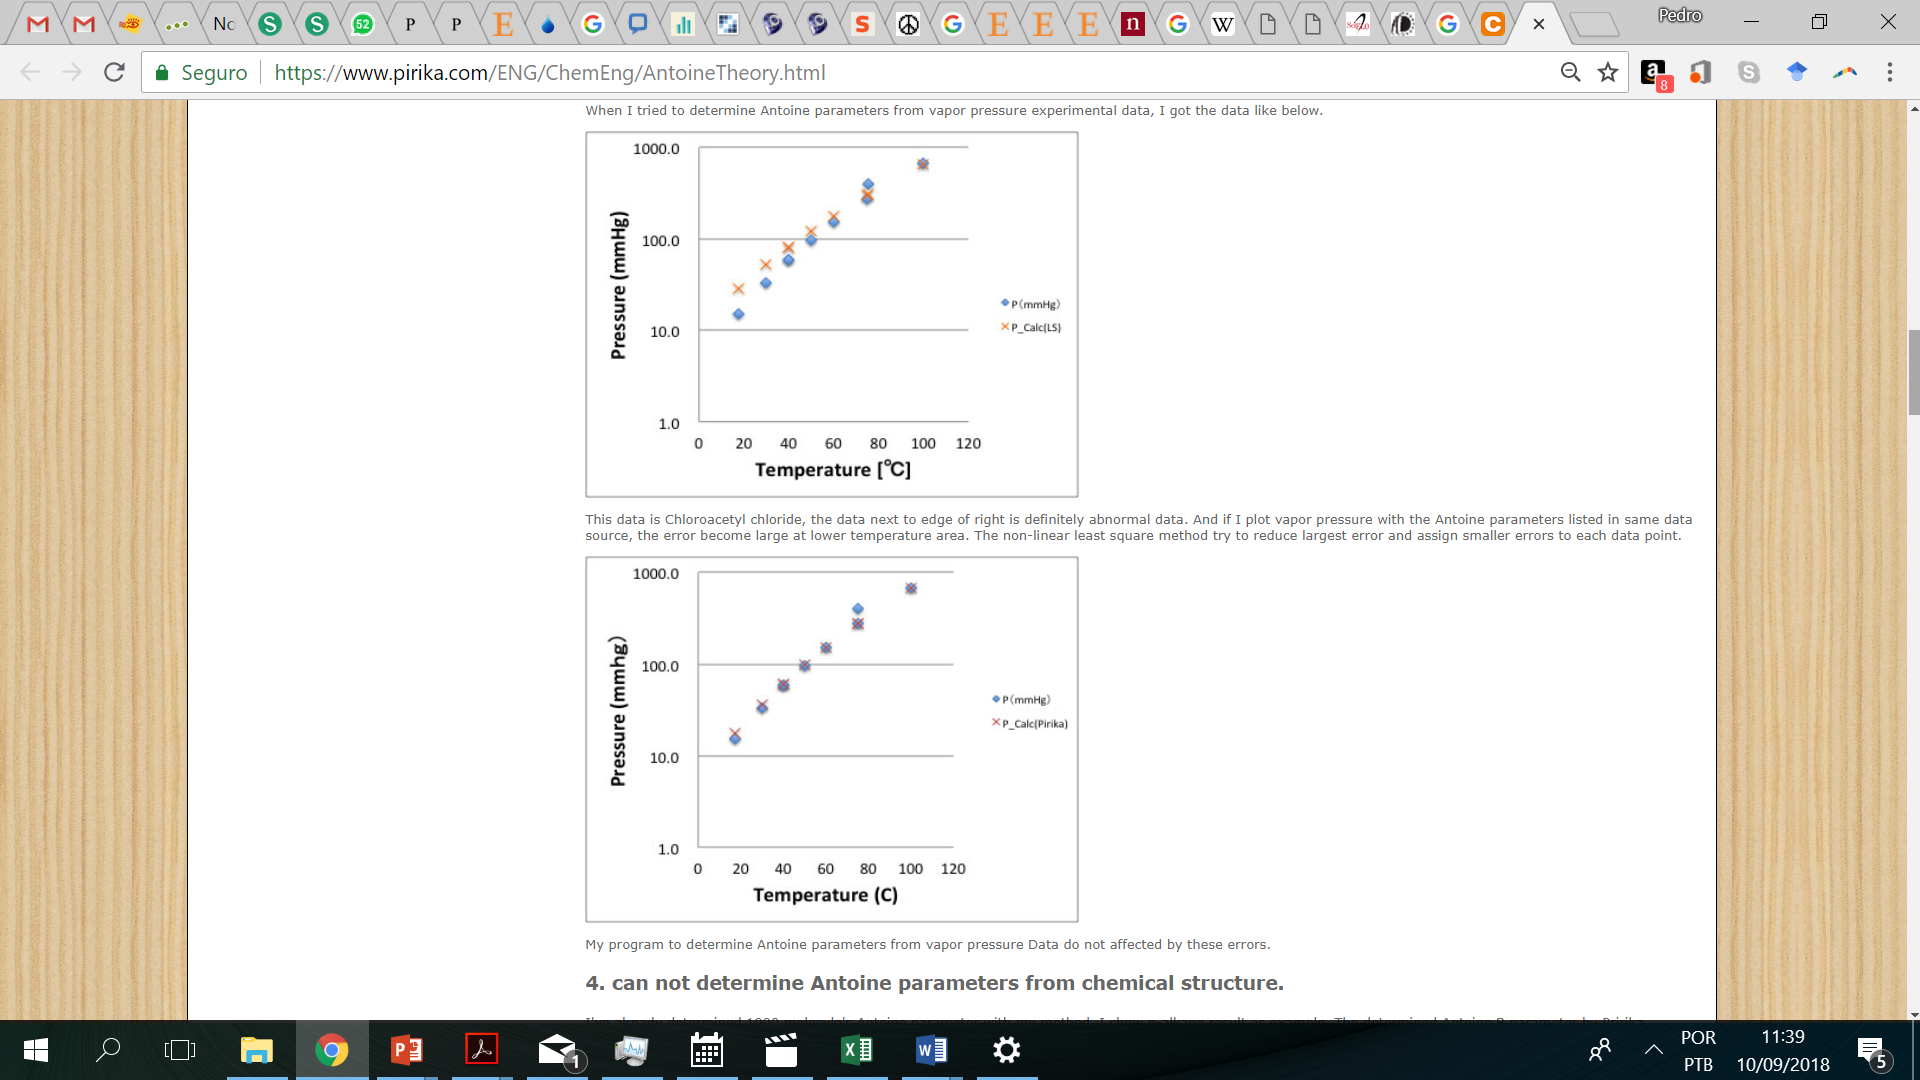 Nc
52
P
P
E
G
S
G
E
E
E
n
G
W
G
C
Pedro
Seguro
https://www.pirika.com/ENG/ChemEng/AntoineTheory.html
8
When I tried to determine Antoine parameters from vapor pressure experimental data, I got the data like below.
1000.0
100.0
10.0
1.0
Pressure (mmHg)
0 20 40 60 80 100 120
Temperature [℃]
P(mmHg)
P_Calc(LS)
This data is Chloroacetyl chloride, the data next to edge of right is definitely abnormal data. And if I plot vapor pressure with the Antoine parameters listed in same data
source, the error become large at lower temperature area. The non-linear least square method try to reduce largest error and assign smaller errors to each data point.
1000.0
100.0
10.0
1.0
Pressure (mmhg)
0 20 40 60 80 100 120
Temperature (C)
P(mmHg)
P_Calc(Pirika)
My program to determine Antoine parameters from vapor pressure Data do not affected by these errors.
4. can not determine Antoine parameters from chemical structure.
1
POR
PTB
11:39
10/09/2018
5